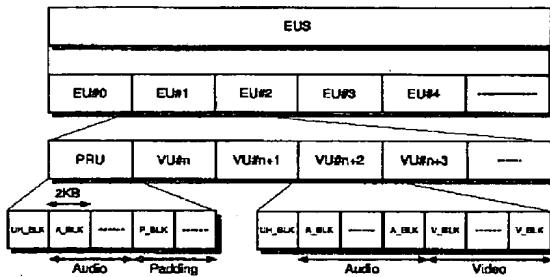 EUS
EU#0 EU#1 EU#2 EU#3 EU#4
PRU VU#n VU#n+1 VU#n+2 VU#n+3
2KB
UH_BLK A_BLK P_BLK UH_BLK A_BLK A_BLK V_BLK V_BLK
Audio Padding Audio Video